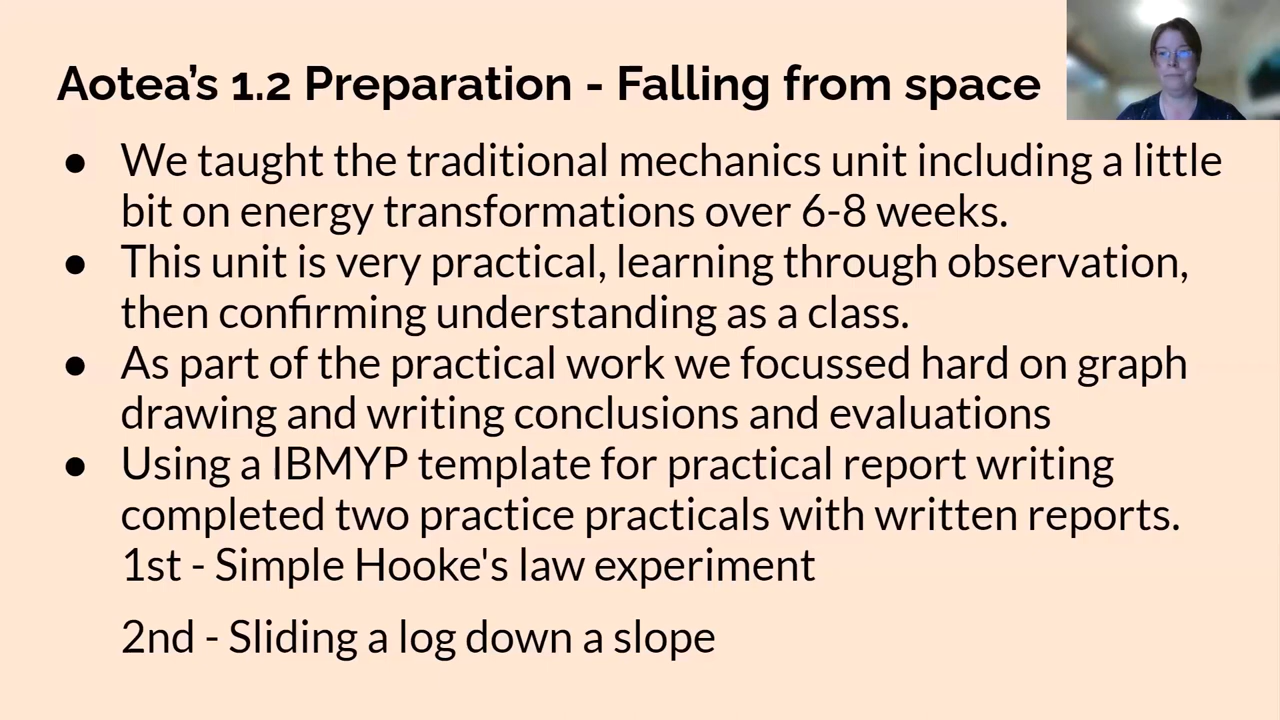 Aotea’s 1.2 Preparation - Falling from space
● We taught the traditional mechanics unit including a little
bit on energy transformations over 6-8 weeks.
● This unit is very practical, learning through observation,
then confirming understanding as a class.
● As part of the practical work we focussed hard on graph
drawing and writing conclusions and evaluations
● Using a IBMYP template for practical report writing
completed two practice practicals with written reports.
1st - Simple Hooke's law experiment
2nd - Sliding a log down a slope